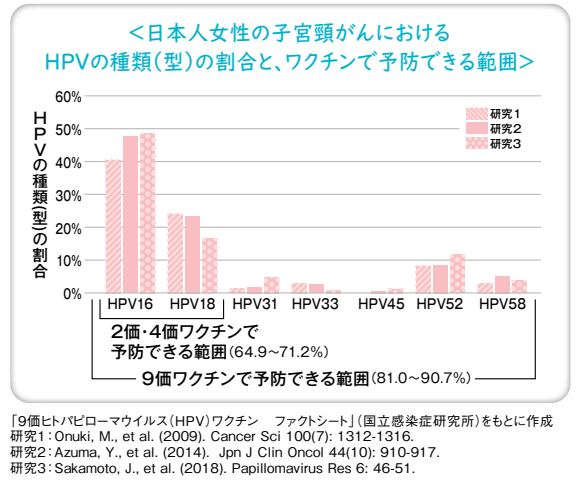 ＜日本人女性の子宮頸がんにおける
HPVの種類（型）の割合と、ワクチンで予防できる範囲＞
HPVの種類（型）の割合
60%
50%
40%
30%
20%
10%
0%
研究1
研究2
研究3
HPV16 HPV18 HPV31 HPV33 HPV45 HPV52 HPV58
2価・4価ワクチンで
予防できる範囲(64.9〜71.2%)
9価ワクチンで予防できる範囲(81.0〜90.7%)
「9価ヒトパピローマウイルス（HPV）ワクチン　ファクトシート」（国立感染症研究所）をもとに作成
研究1：Onuki, M., et al. (2009). Cancer Sci 100(7): 1312-1316.
研究2：Azuma, Y., et al. (2014). Jpn J Clin Oncol 44(10): 910-917.
研究3：Sakamoto, J., et al. (2018). Papillomavirus Res 6: 46-51.